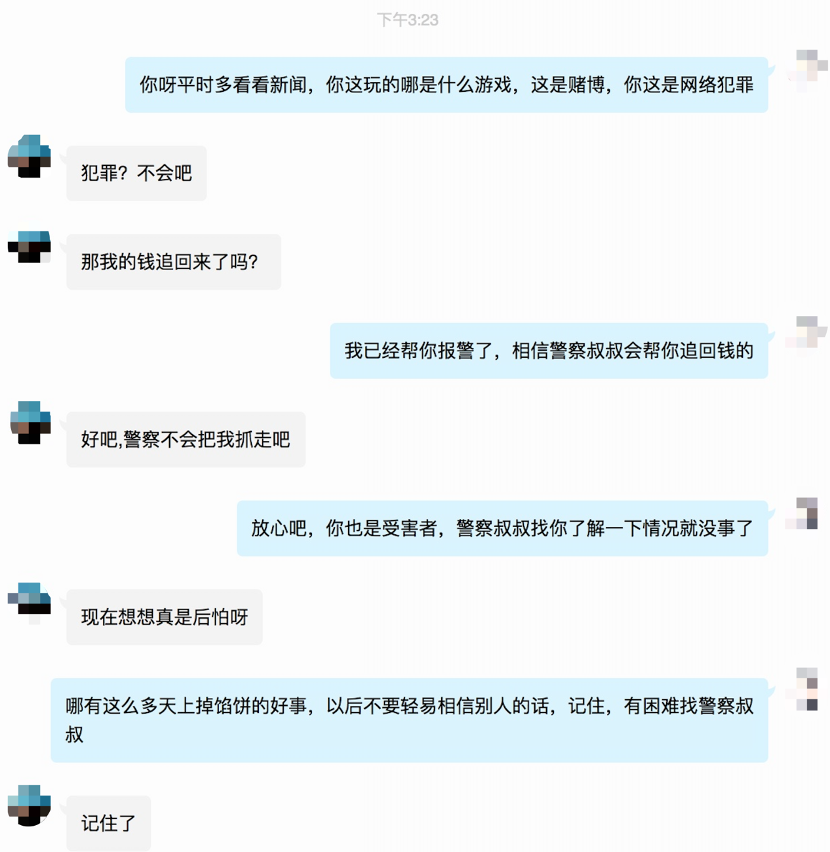 下午3:23
你呀平时多看看新闻，你这玩的哪是什么游戏，这是赌博，你这是网络犯罪
犯罪？不会吧
那我的钱追回来了吗？
我已经帮你报警了，相信警察叔叔会帮你追回钱的
好吧,警察不会把我抓走吧
放心吧，你也是受害者，警察叔叔找你了解一下情况就没事了
现在想想真是后怕呀
哪有这么多天上掉馅饼的好事，以后不要轻易相信别人的话，记住，有困难找警察叔
叔
记住了